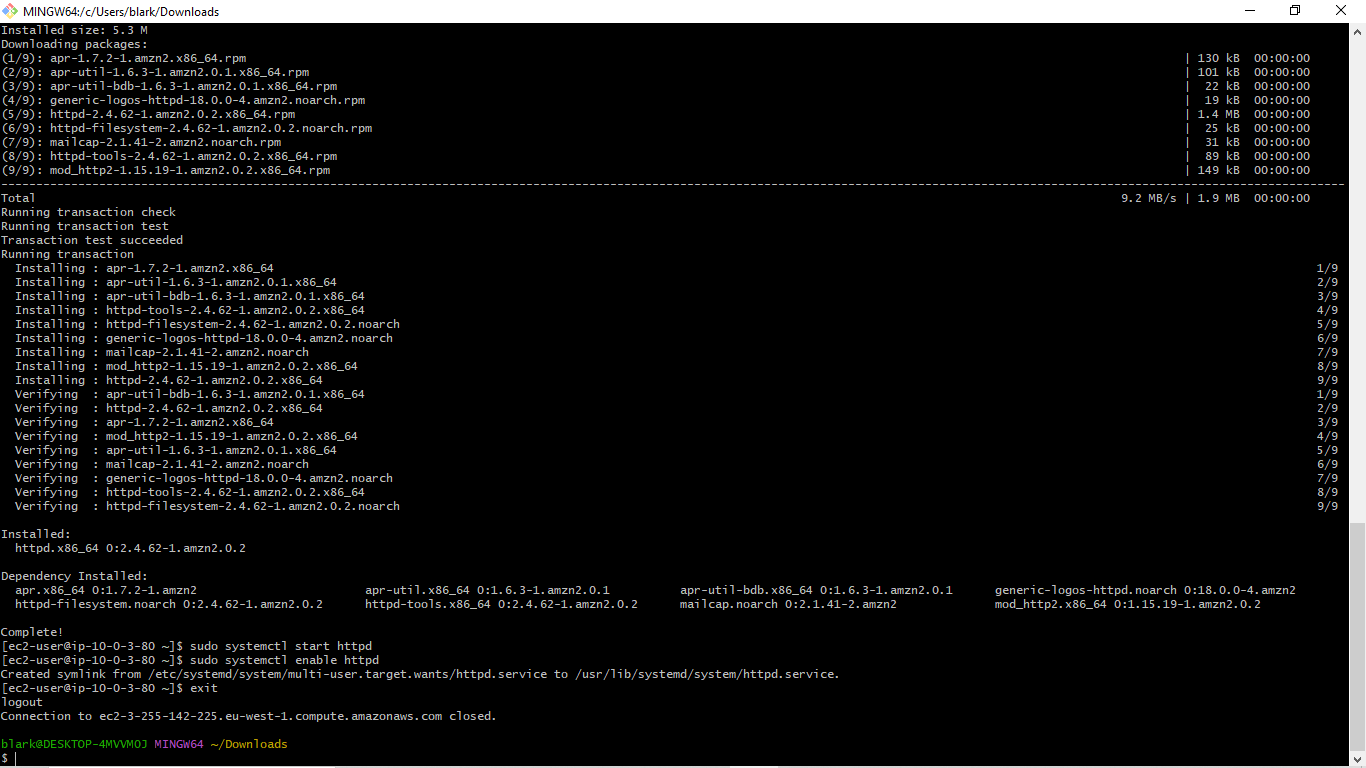 MINGW64:/c/Users/blark/Downloads
Installed size: 5.3 M
Downloading packages:
(1/9): apr-1.7.2-1.amzn2.x86_64.rpm | 130 kB 00:00:00
(2/9): apr-util-1.6.3-1.amzn2.0.1.x86_64.rpm | 101 kB 00:00:00
(3/9): apr-util-bdb-1.6.3-1.amzn2.0.1.x86_64.rpm | 22 kB 00:00:00
(4/9): generic-logos-httpd-18.0.0-4.amzn2.noarch.rpm | 19 kB 00:00:00
(5/9): httpd-2.4.62-1.amzn2.0.2.x86_64.rpm | 1.4 MB 00:00:00
(6/9): httpd-filesystem-2.4.62-1.amzn2.0.2.noarch.rpm | 25 kB 00:00:00
(7/9): mailcap-2.1.41-2.amzn2.noarch.rpm | 31 kB 00:00:00
(8/9): httpd-tools-2.4.62-1.amzn2.0.2.x86_64.rpm | 89 kB 00:00:00
(9/9): mod_http2-1.15.19-1.amzn2.0.2.x86_64.rpm | 149 kB 00:00:00
--------------------------------------------------------------------------------
Total 9.2 MB/s | 1.9 MB 00:00:00
Running transaction check
Running transaction test
Transaction test succeeded
Running transaction
Installing : apr-1.7.2-1.amzn2.x86_64 1/9
Installing : apr-util-1.6.3-1.amzn2.0.1.x86_64 2/9
Installing : apr-util-bdb-1.6.3-1.amzn2.0.1.x86_64 3/9
Installing : httpd-tools-2.4.62-1.amzn2.0.2.x86_64 4/9
Installing : httpd-filesystem-2.4.62-1.amzn2.0.2.noarch 5/9
Installing : generic-logos-httpd-18.0.0-4.amzn2.noarch 6/9
Installing : mailcap-2.1.41-2.amzn2.noarch 7/9
Installing : mod_http2-1.15.19-1.amzn2.0.2.x86_64 8/9
Installing : httpd-2.4.62-1.amzn2.0.2.x86_64 9/9
Verifying : apr-util-bdb-1.6.3-1.amzn2.0.1.x86_64 1/9
Verifying : httpd-2.4.62-1.amzn2.0.2.x86_64 2/9
Verifying : apr-1.7.2-1.amzn2.x86_64 3/9
Verifying : mod_http2-1.15.19-1.amzn2.0.2.x86_64 4/9
Verifying : apr-util-1.6.3-1.amzn2.0.1.x86_64 5/9
Verifying : mailcap-2.1.41-2.amzn2.noarch 6/9
Verifying : generic-logos-httpd-18.0.0-4.amzn2.noarch 7/9
Verifying : httpd-tools-2.4.62-1.amzn2.0.2.x86_64 8/9
Verifying : httpd-filesystem-2.4.62-1.amzn2.0.2.noarch 9/9
Installed:
httpd.x86_64 0:2.4.62-1.amzn2.0.2
Dependency Installed:
apr.x86_64 0:1.7.2-1.amzn2 apr-util.x86_64 0:1.6.3-1.amzn2.0.1 apr-util-bdb.x86_64 0:1.6.3-1.amzn2.0.1 generic-logos-httpd.noarch 0:18.0.0-4.amzn2
httpd-filesystem.noarch 0:2.4.62-1.amzn2.0.2 httpd-tools.x86_64 0:2.4.62-1.amzn2.0.2 mailcap.noarch 0:2.1.41-2.amzn2 mod_http2.x86_64 0:1.15.19-1.amzn2.0.2
Complete!
[ec2-user@ip-10-0-3-80 ~]$ sudo systemctl start httpd
[ec2-user@ip-10-0-3-80 ~]$ sudo systemctl enable httpd
Created symlink from /etc/systemd/system/multi-user.target.wants/httpd.service to /usr/lib/systemd/system/httpd.service.
[ec2-user@ip-10-0-3-80 ~]$ exit
logout
Connection to ec2-3-255-142-225.eu-west-1.compute.amazonaws.com closed.
blark@DESKTOP-4MVVMOJ MINGW64 ~/Downloads
$